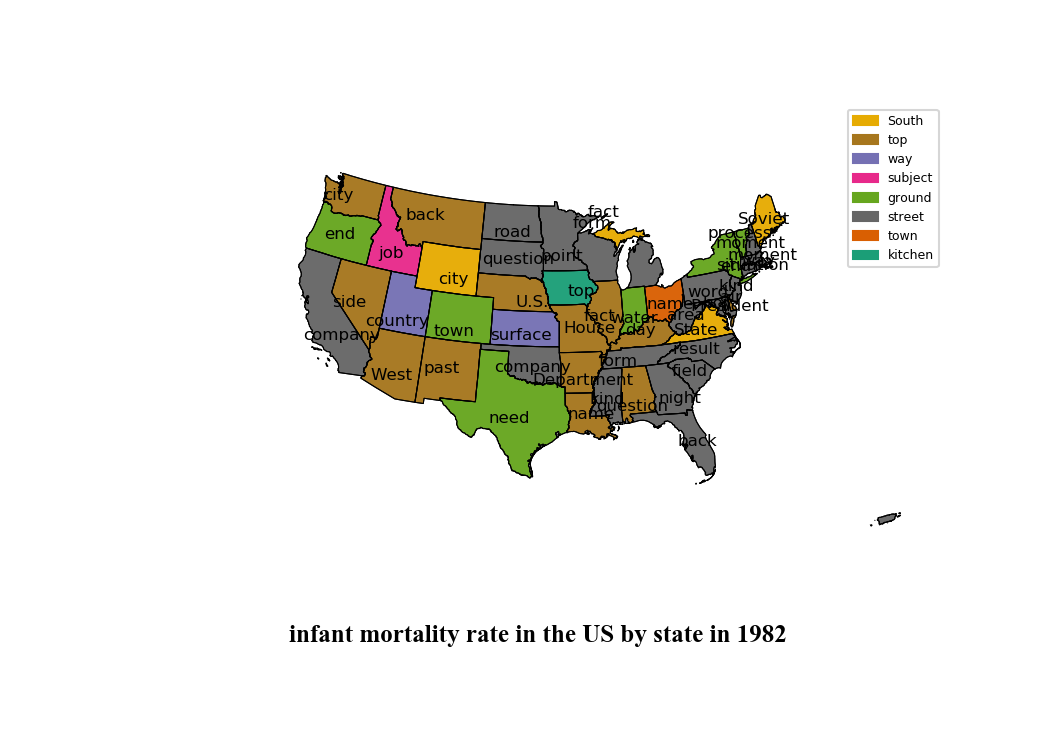 South
top
way
subject
ground
street
town
kitchen
city
back
end
job
road
question
fact
form
point
Soviet
process
moment
moment
city
side
country
company
town
U.S.
surface
top
fact
House
water
day
name
word
kind
area
State
West
past
need
company
Department
form
result
field
kind
question
night
name
back
infant mortality rate in the US by state in 1982